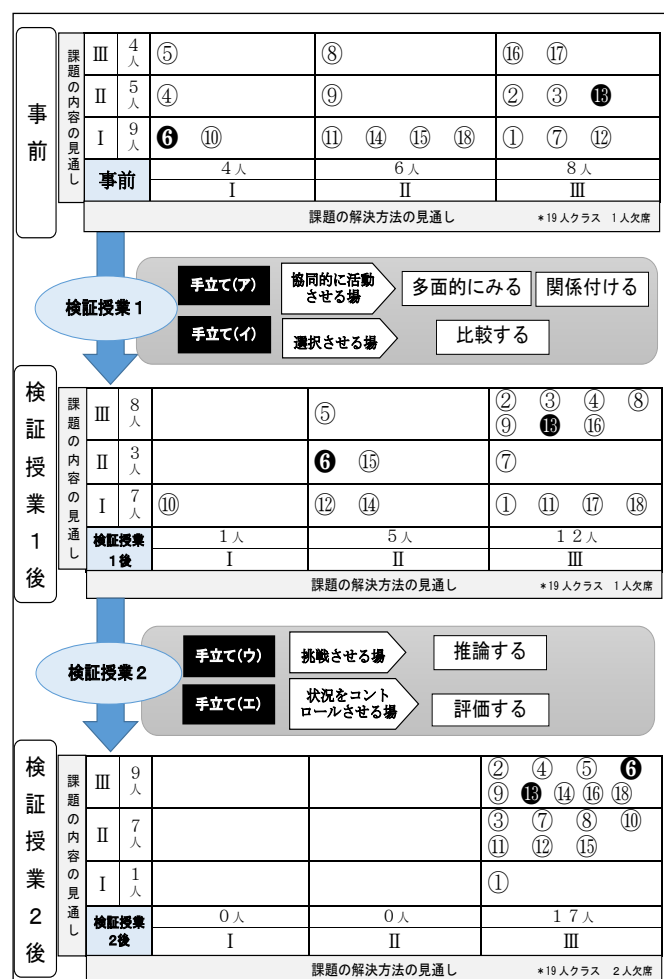 事前
課題の内容の見通し
Ⅲ 4人 ⑤ ⑧ ⑯ ⑰
Ⅱ 5人 ④ ⑨ ② ③ ⓭
Ⅰ 9人 ❻ ⑩ ⑪ ⑭ ⑮ ⑱ ① ⑦ ⑫
事前 4人 6人 8人
Ⅰ Ⅱ Ⅲ
課題の解決方法の見通し *19人クラス 1人欠席
検証授業1
手立て(ア) 協同的に活動させる場 多面的にみる 関係付ける
手立て(イ) 選択させる場 比較する
検証授業1後
課題の内容の見通し
Ⅲ 8人 ⑤ ② ③ ④ ⑧
⑨ ⓭ ⑯
Ⅱ 3人 ❻ ⑮ ⑦
Ⅰ 7人 ⑩ ⑫ ⑭ ① ⑪ ⑰ ⑱
検証授業1後 1人 5人 12人
Ⅰ Ⅱ Ⅲ
課題の解決方法の見通し *19人クラス 1人欠席
検証授業2
手立て(ウ) 挑戦させる場 推論する
手立て(エ) 状況をコントロールさせる場 評価する
検証授業2後
課題の内容の見通し
Ⅲ 9人 ② ④ ⑤ ❻
⑨ ⓭ ⑭ ⑯ ⑱
Ⅱ 7人 ③ ⑦ ⑧ ⑩
⑪ ⑫ ⑮
Ⅰ 1人 ①
検証授業2後 0人 0人 17人
Ⅰ Ⅱ Ⅲ
課題の解決方法の見通し *19人クラス 2人欠席